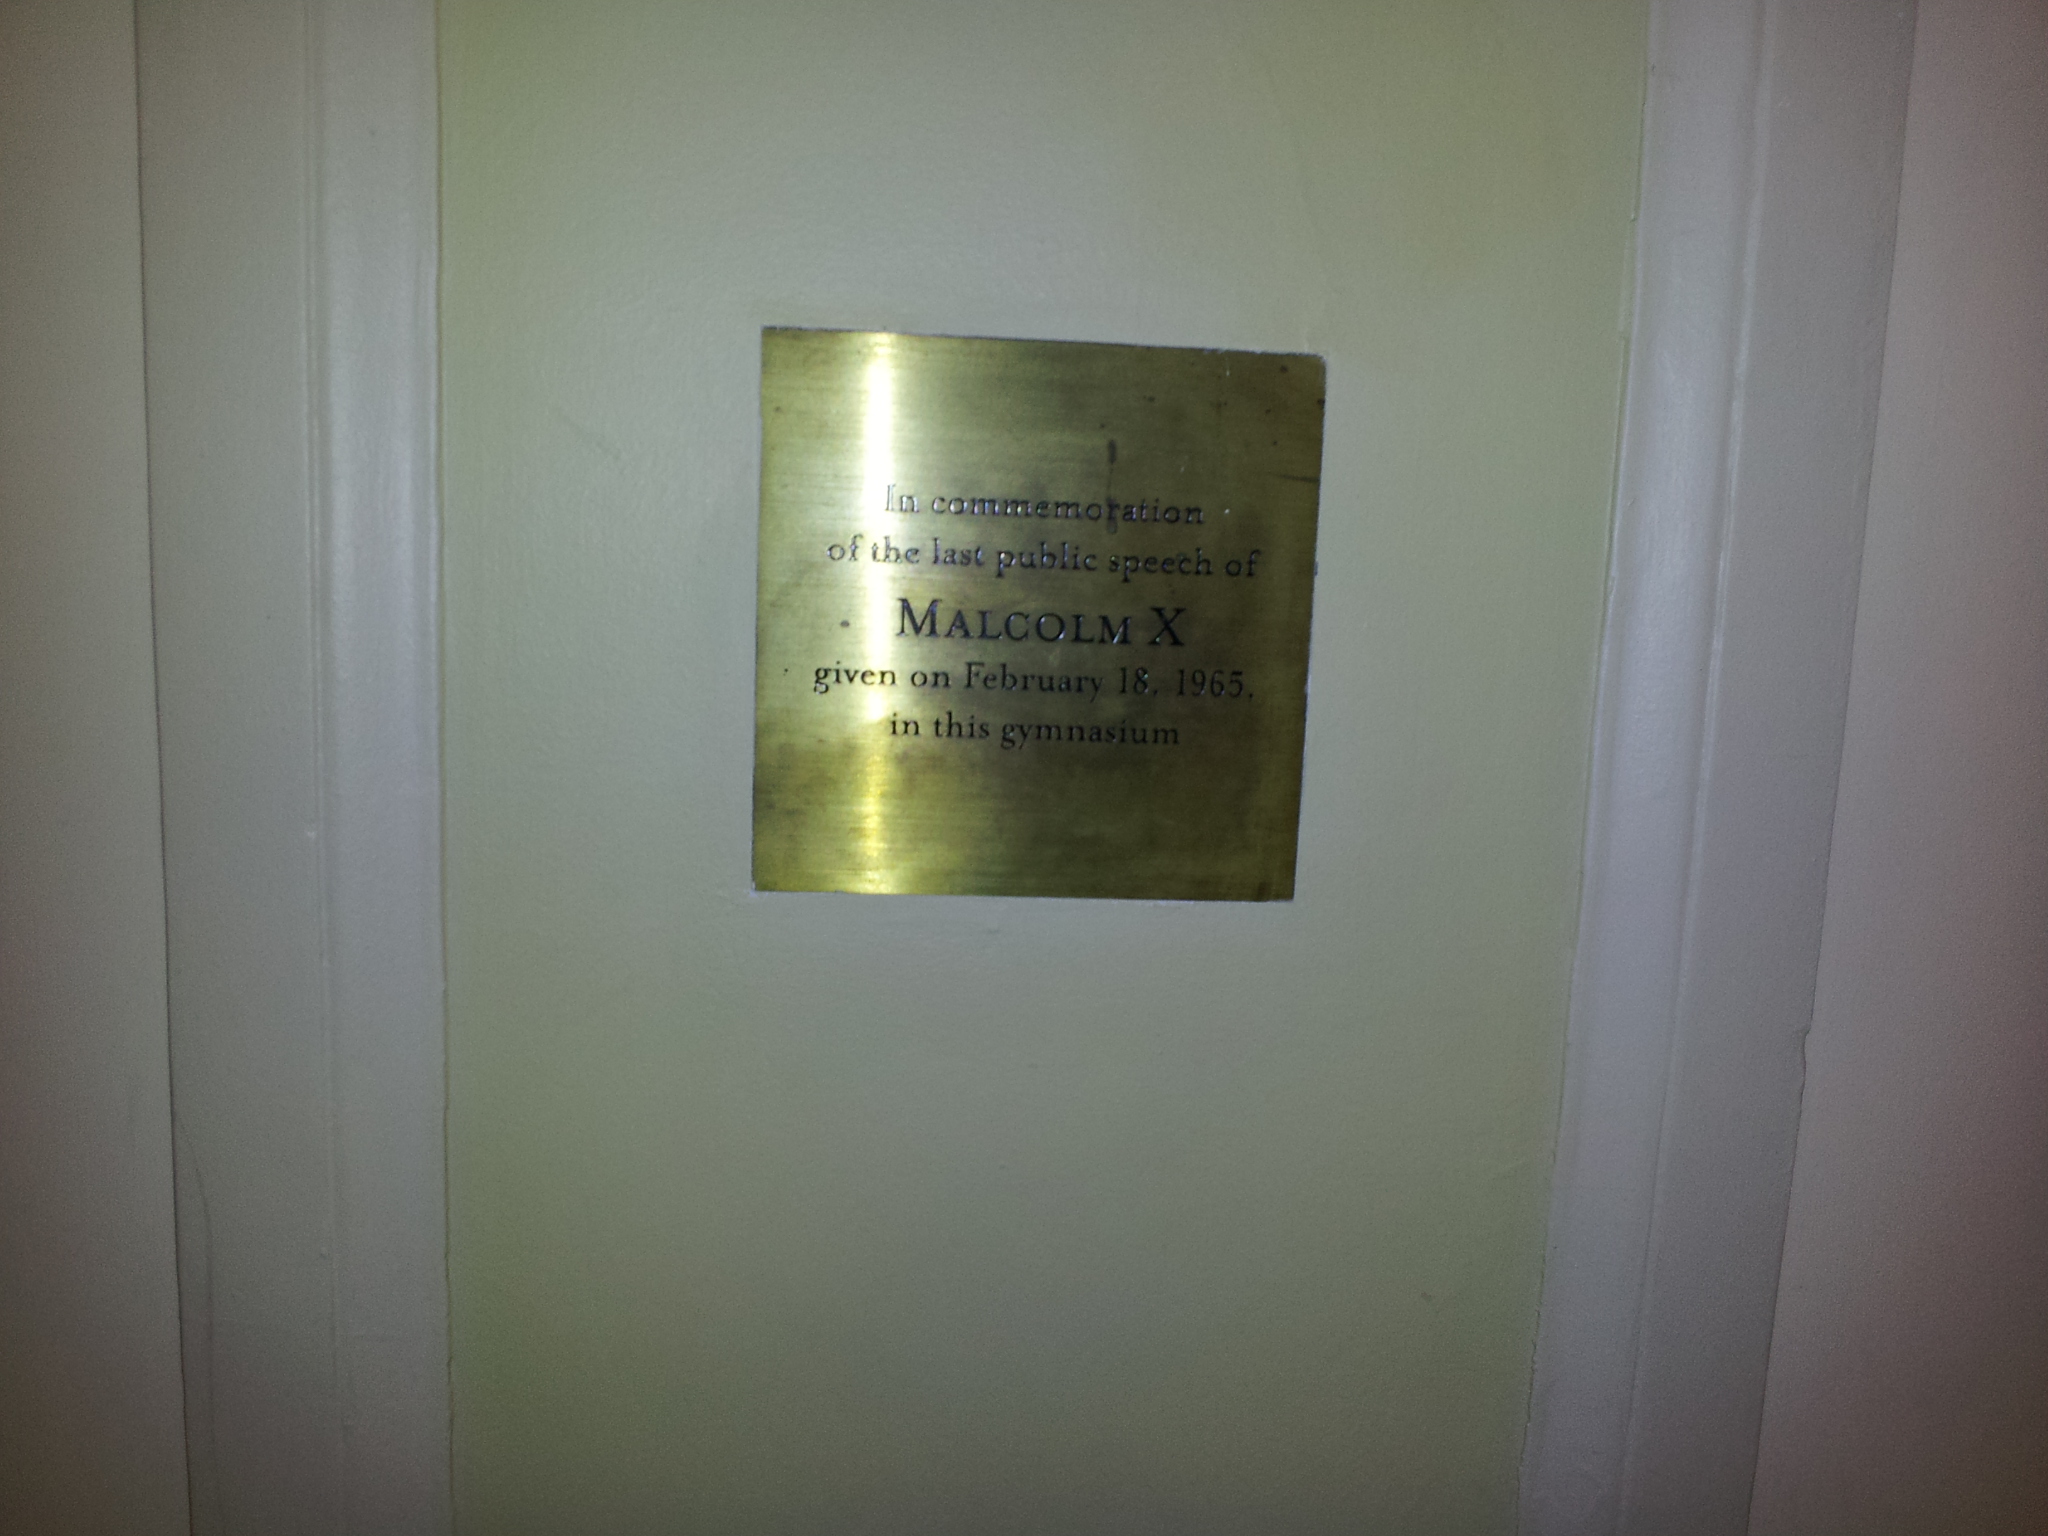 In commemoration
of the last public speech of
MALCOLM X
given on February 18, 1965,
in this gymnasium